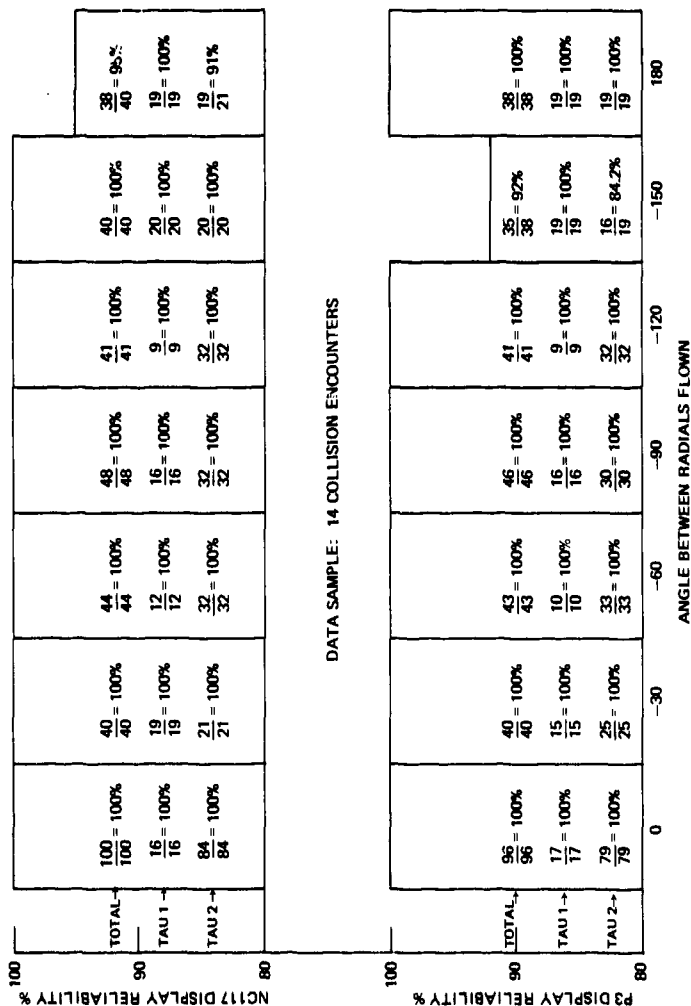 NC117 DISPLAY RELIABILITY %
100
90
80
TOTAL→
TAU 1→
TAU 2→
100/100 = 100%
16/16 = 100%
84/84 = 100%
40/40 = 100%
19/19 = 100%
21/21 = 100%
44/44 = 100%
12/12 = 100%
32/32 = 100%
48/48 = 100%
16/16 = 100%
32/32 = 100%
41/41 = 100%
9/9 = 100%
32/32 = 100%
40/40 = 100%
20/20 = 100%
20/20 = 100%
38/40 = 95%
19/19 = 100%
19/21 = 91%
DATA SAMPLE: 14 COLLISION ENCOUNTERS
P3 DISPLAY RELIABILITY %
100
90
80
TOTAL→
TAU 1→
TAU 2→
96/96 = 100%
17/17 = 100%
79/79 = 100%
40/40 = 100%
15/15 = 100%
25/25 = 100%
43/43 = 100%
10/10 = 100%
33/33 = 100%
46/46 = 100%
16/16 = 100%
30/30 = 100%
41/41 = 100%
9/9 = 100%
32/32 = 100%
35/38 = 92%
19/19 = 100%
16/19 = 84.2%
38/38 = 100%
19/19 = 100%
19/19 = 100%
0 −30 −60 −90 −120 −150 180
ANGLE BETWEEN RADIALS FLOWN